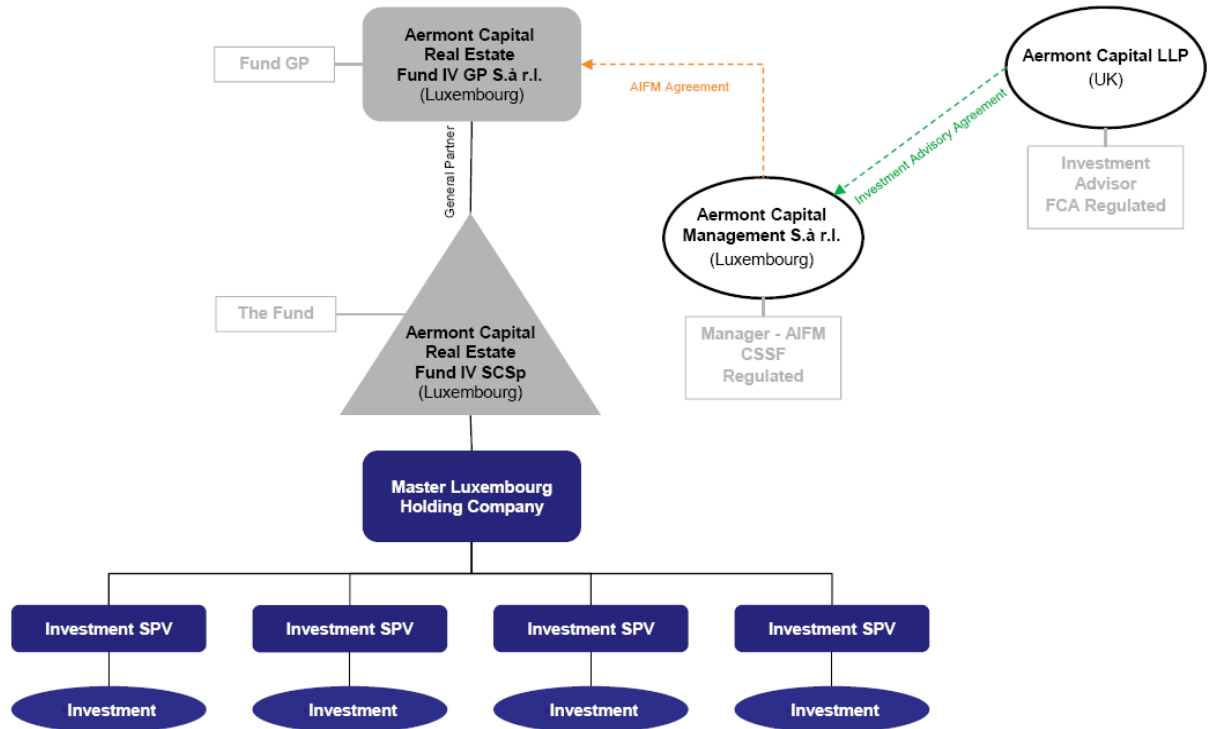 Fund GP
Aermont Capital
Real Estate
Fund IV GP S.à r.l.
(Luxembourg)
AIFM Agreement
Aermont Capital LLP
(UK)
Investment Advisory Agreement
Investment
Advisor
FCA Regulated
General Partner
Aermont Capital
Management S.à r.l.
(Luxembourg)
Manager - AIFM
CSSF
Regulated
The Fund
Aermont Capital
Real Estate
Fund IV SCSp
(Luxembourg)
Master Luxembourg
Holding Company
Investment SPV
Investment SPV
Investment SPV
Investment SPV
Investment
Investment
Investment
Investment